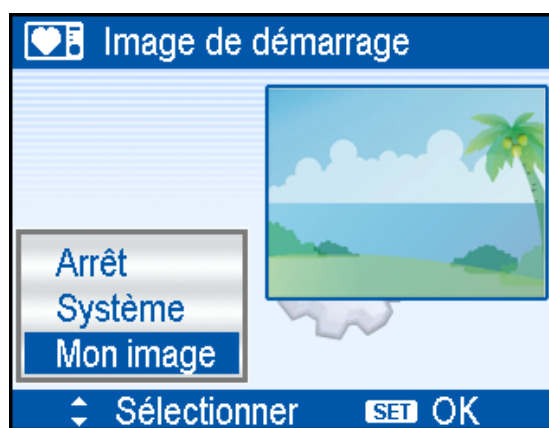 Image de démarrage
Arrêt
Système
Mon image
Sélectionner SET OK